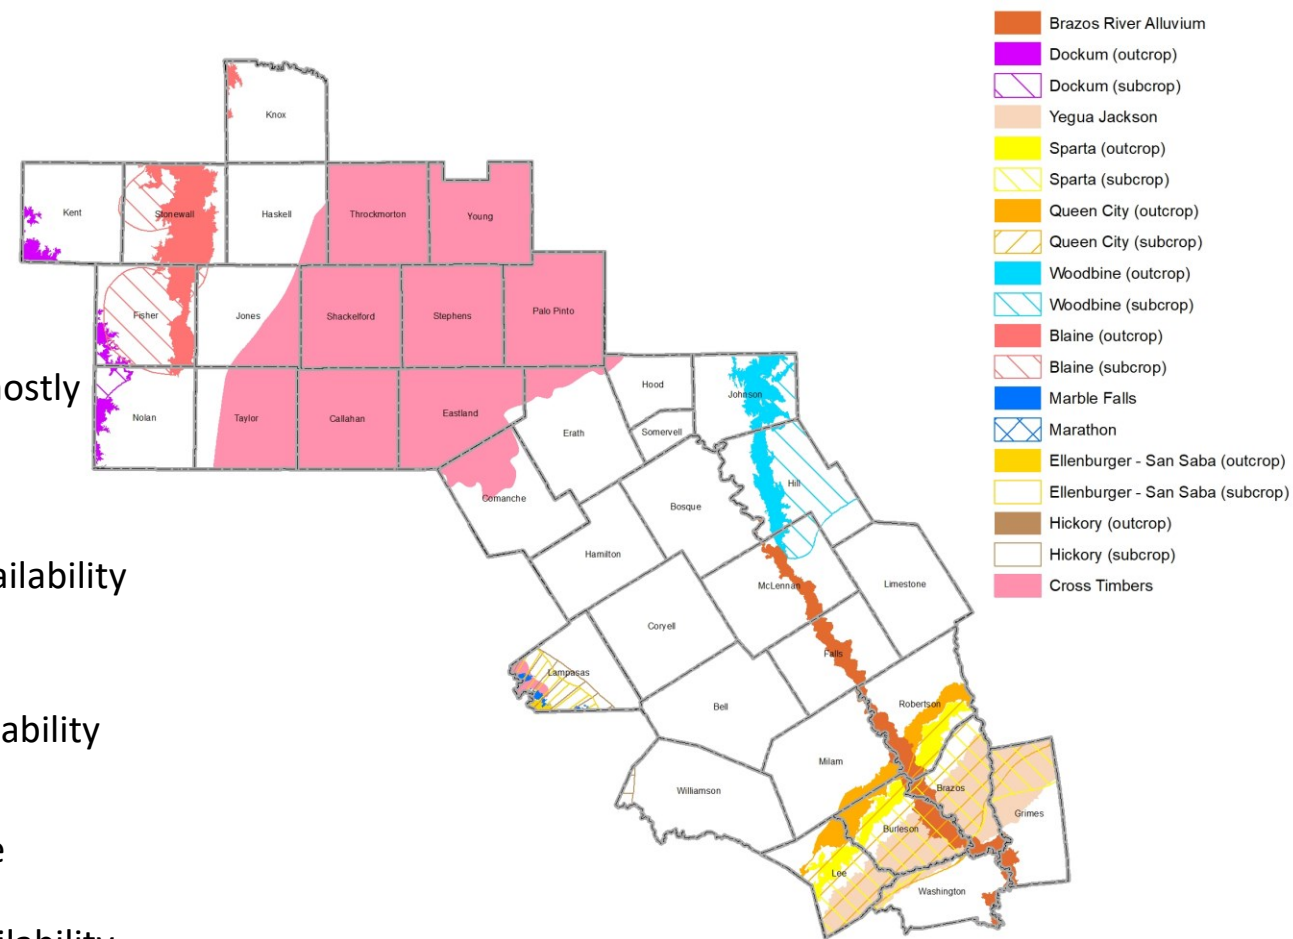 Brazos River Alluvium
Dockum (outcrop)
Dockum (subcrop)
Yegua Jackson
Sparta (outcrop)
Sparta (subcrop)
Queen City (outcrop)
Queen City (subcrop)
Woodbine (outcrop)
Woodbine (subcrop)
Blaine (outcrop)
Blaine (subcrop)
Marble Falls
Marathon
Ellenburger - San Saba (outcrop)
Ellenburger - San Saba (subcrop)
Hickory (outcrop)
Hickory (subcrop)
Cross Timbers
Knox
Kent
Stonewall
Haskell
Throckmorton
Young
Fisher
Jones
Shackelford
Stephens
Palo Pinto
Nolan
Taylor
Callahan
Eastland
Erath
Hood
Somervell
Johnson
Comanche
Bosque
Hill
Hamilton
McLennan
Limestone
Coryell
Falls
Lampasas
Bell
Robertson
Milam
Williamson
Brazos
Grimes
Burleson
Lee
Washington